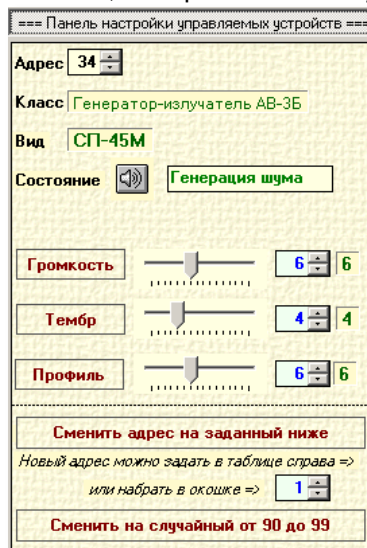 === Панель настройки управляемых устройств ===
Адрес 34
Класс Генератор-излучатель АВ-3Б
Вид СП-45М
Состояние Генерация шума
Громкость 6 6
Тембр 4 4
Профиль 6 6
Сменить адрес на заданный ниже
Новый адрес можно задать в таблице справа =>
или набрать в окошке => 1
Сменить на случайный от 90 до 99